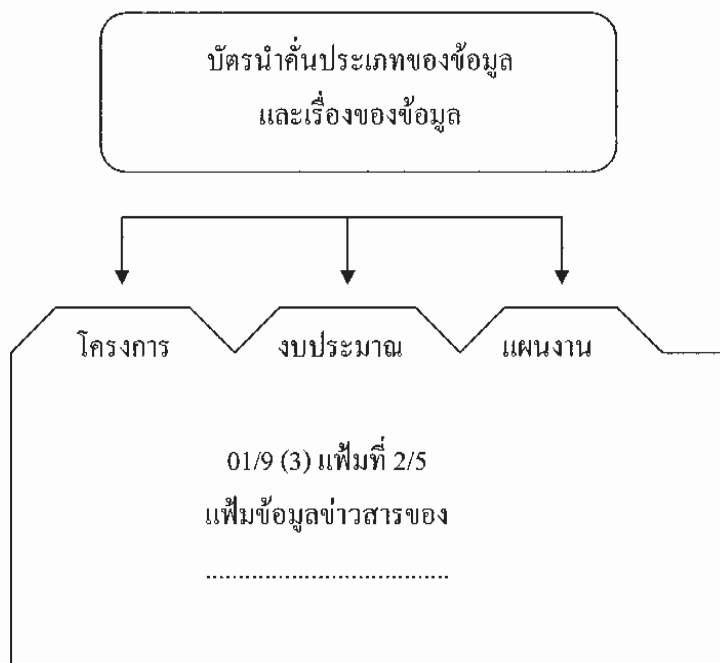 บัตรนำคั่นประเภทของข้อมูล
และเรื่องของข้อมูล
โครงการ งบประมาณ แผนงาน
01/9 (3) แฟ้มที่ 2/5
แฟ้มข้อมูลข่าวสารของ
.................................